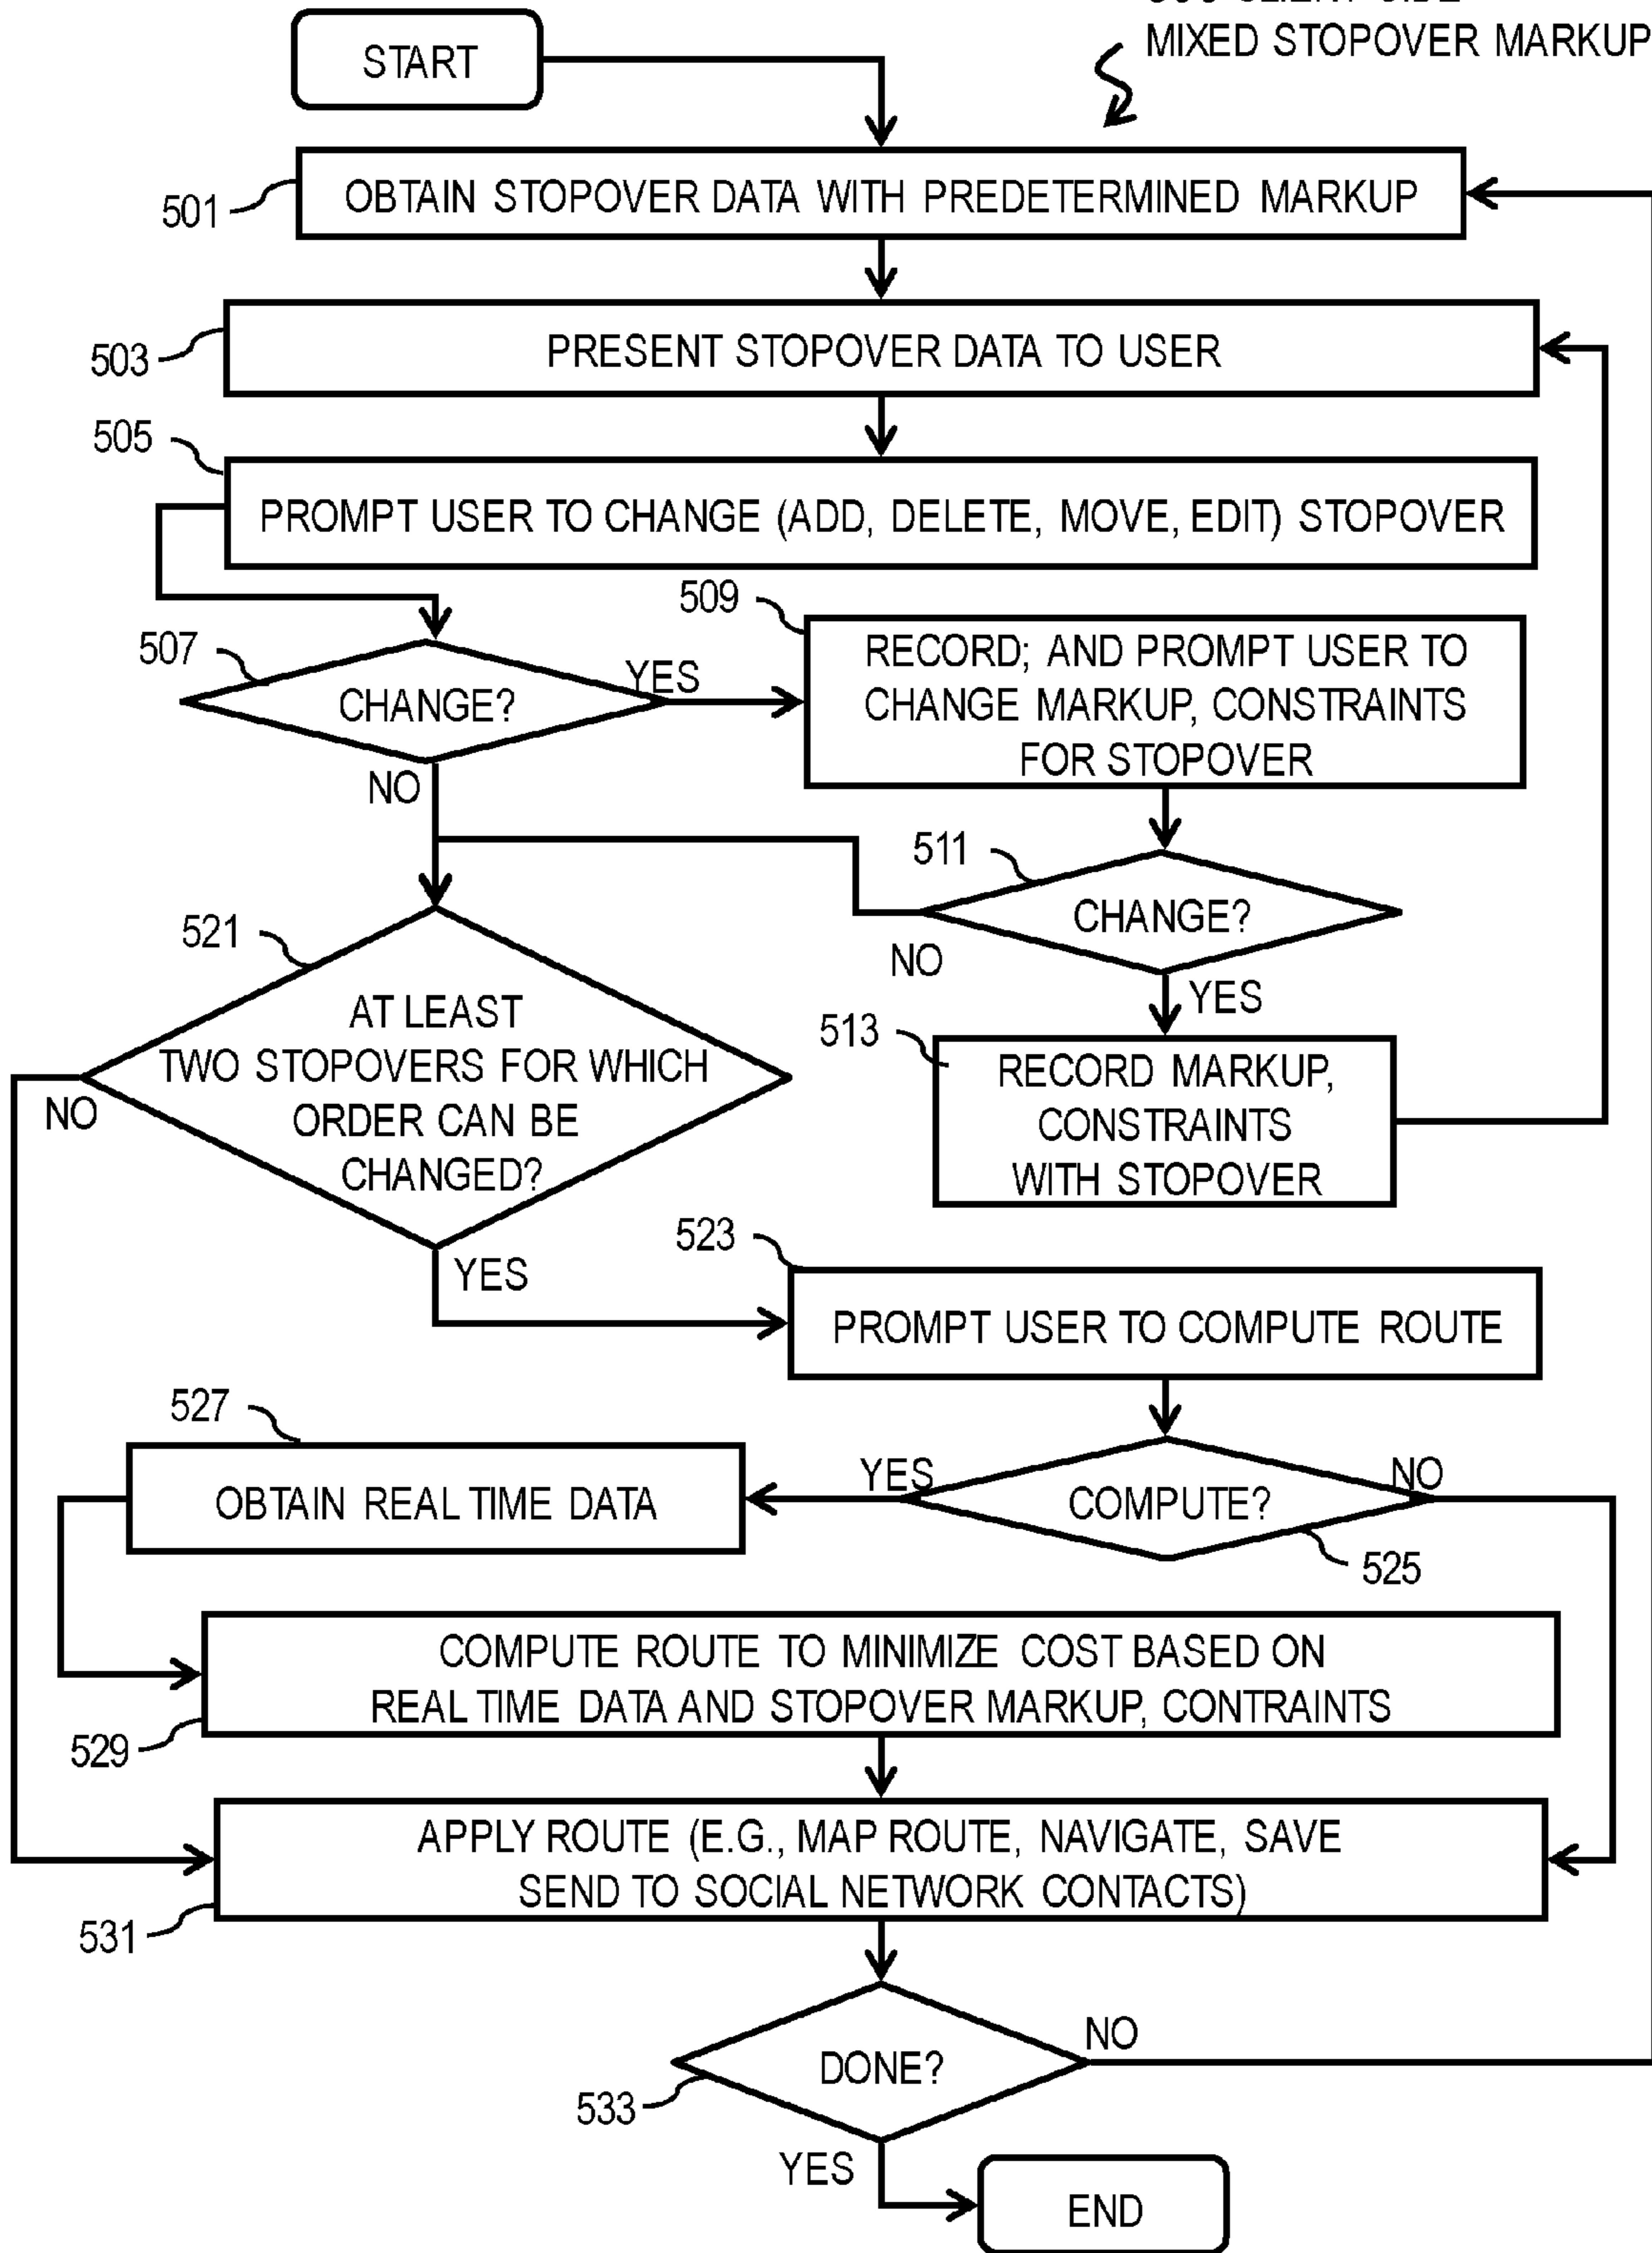 MIXED STOPOVER MARKUP
START
501
OBTAIN STOPOVER DATA WITH PREDETERMINED MARKUP
503
PRESENT STOPOVER DATA TO USER
505
PROMPT USER TO CHANGE (ADD, DELETE, MOVE, EDIT) STOPOVER
507
CHANGE?
YES
NO
509
RECORD; AND PROMPT USER TO
CHANGE MARKUP, CONSTRAINTS
FOR STOPOVER
511
CHANGE?
NO
YES
513
RECORD MARKUP,
CONSTRAINTS
WITH STOPOVER
521
AT LEAST
TWO STOPOVERS FOR WHICH
ORDER CAN BE
CHANGED?
NO
YES
523
PROMPT USER TO COMPUTE ROUTE
525
COMPUTE?
YES
NO
527
OBTAIN REAL TIME DATA
529
COMPUTE ROUTE TO MINIMIZE COST BASED ON
REAL TIME DATA AND STOPOVER MARKUP, CONTRAINTS
531
APPLY ROUTE (E.G., MAP ROUTE, NAVIGATE, SAVE
SEND TO SOCIAL NETWORK CONTACTS)
533
DONE?
NO
YES
END